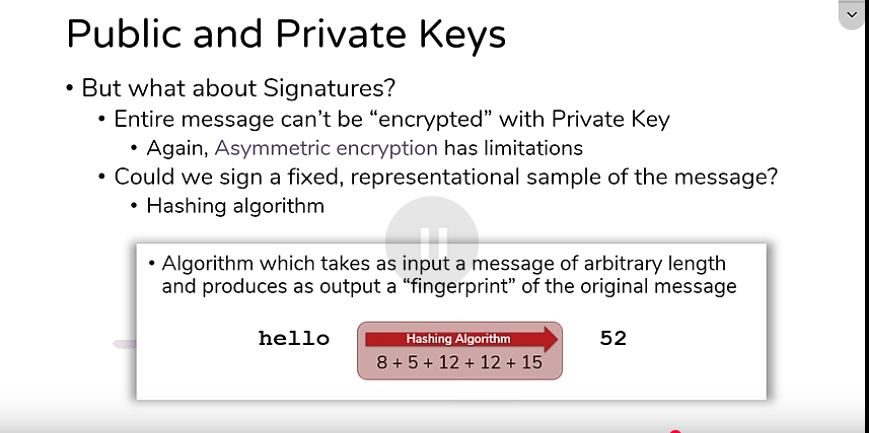 Public and Private Keys
• But what about Signatures?
• Entire message can’t be “encrypted” with Private Key
• Again, Asymmetric encryption has limitations
• Could we sign a fixed, representational sample of the message?
• Hashing algorithm
• Algorithm which takes as input a message of arbitrary length
and produces as output a “fingerprint” of the original message
hello
Hashing Algorithm
8 + 5 + 12 + 12 + 15
52